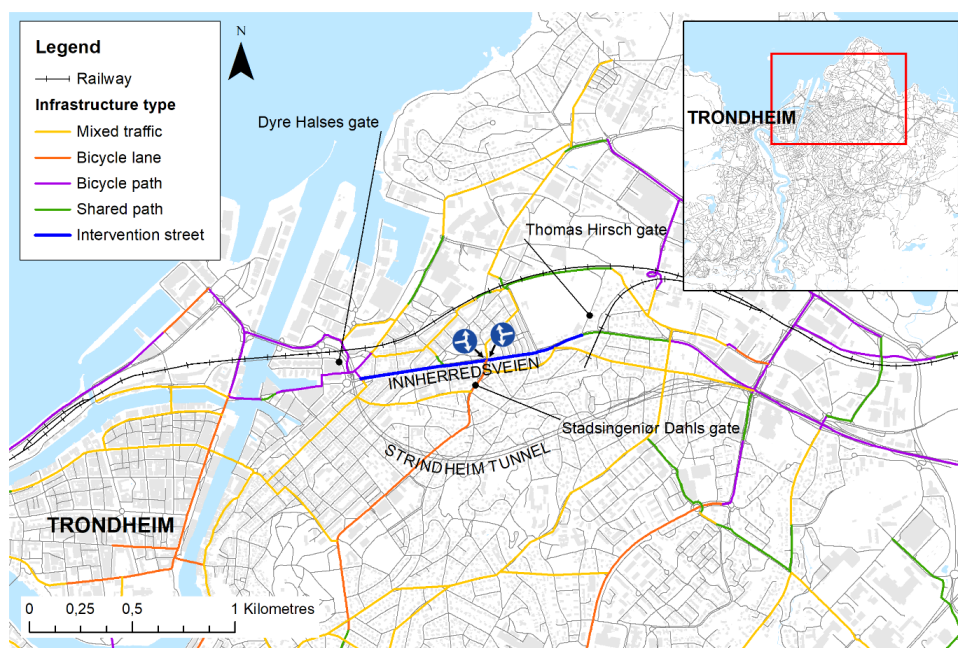 Legend
Railway
Infrastructure type
Mixed traffic
Bicycle lane
Bicycle path
Shared path
Intervention street
N
Dyre Halses gate
TRONDHEIM
Thomas Hirsch gate
INNHERREDSVEIEN
Stadsingeniør Dahls gate
STRINDHEIM TUNNEL
TRONDHEIM
0 0,25 0,5 1 Kilometres